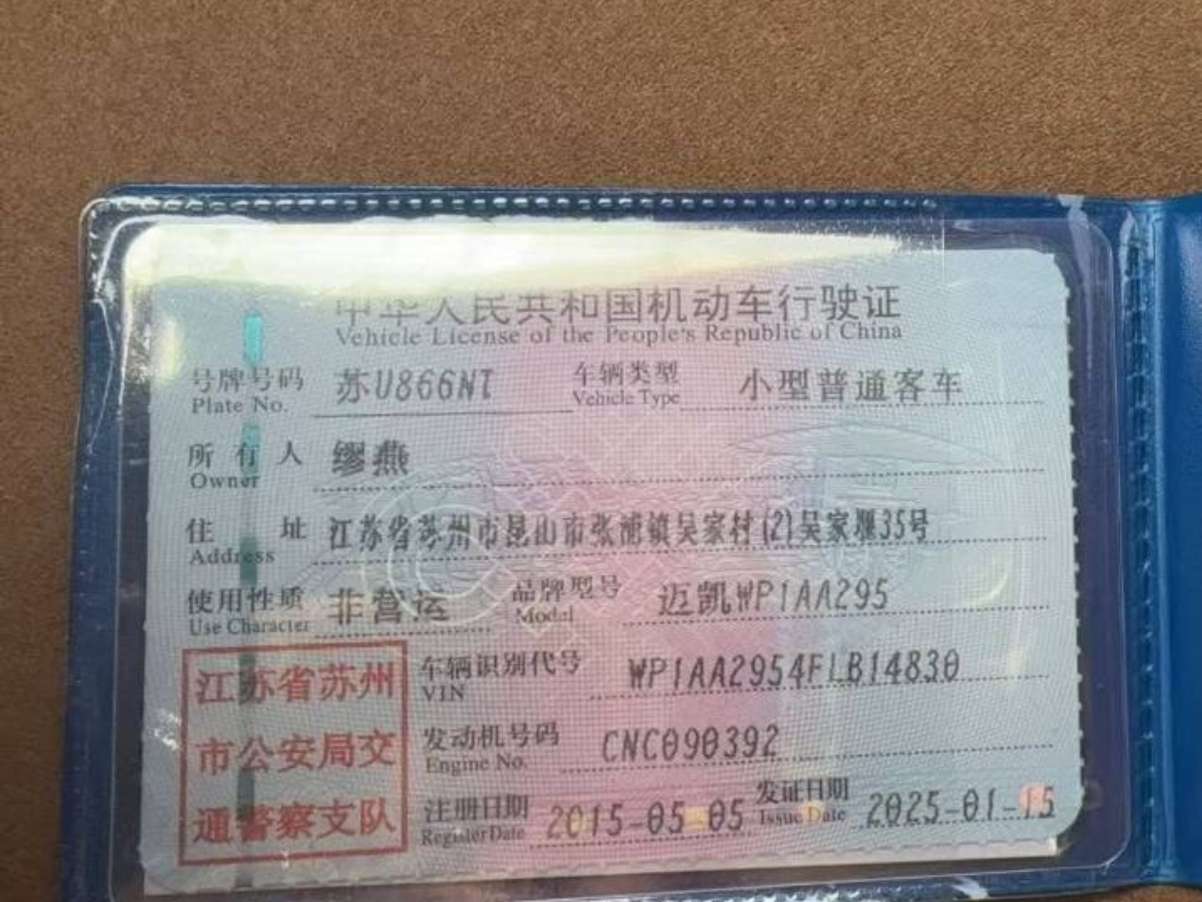 中华人民共和国机动车行驶证
Vehicle License of the People's Republic of China
号牌号码 苏U866NT 车辆类型 小型普通客车
Plate No. Vehicle Type
所有人 缪燕
Owner
住址 江苏省苏州市昆山市张浦镇吴家村(2)吴家堰35号
Address
使用性质 非营运 品牌型号 迈凯WP1AA295
Use Character Model
江苏省苏州
市公安局交
通警察支队
车辆识别代号 WP1AA2954FLB14830
VIN
发动机号码 CNC090392
Engine No.
注册日期 2015-05-05 发证日期 2025-01-15
Register Date Issue Date